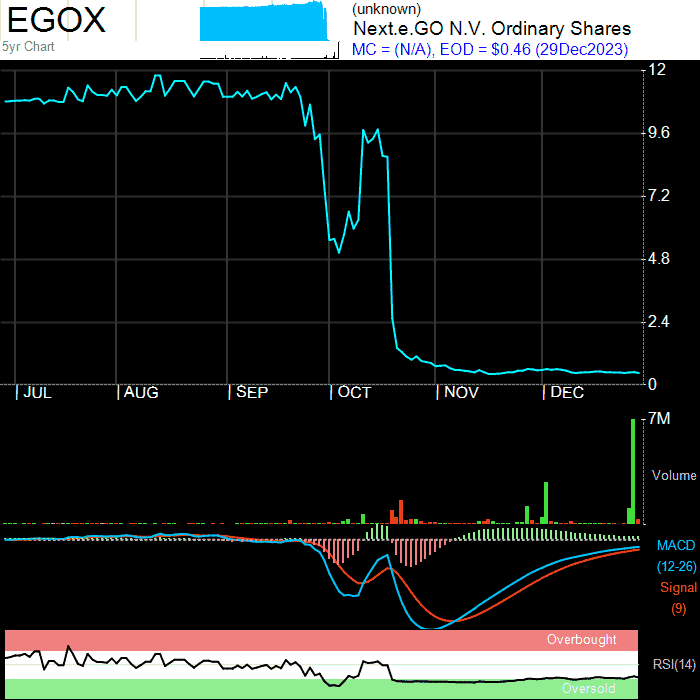 EGOX
(unknown)
Next.e.GO N.V. Ordinary Shares
5yr Chart
MC = (N/A), EOD = $0.46 (29Dec2023)
12
9.6
7.2
4.8
2.4
0
JUL AUG SEP OCT NOV DEC
7M
Volume
MACD
(12-26)
Signal
(9)
Overbought
RSI(14)
Oversold